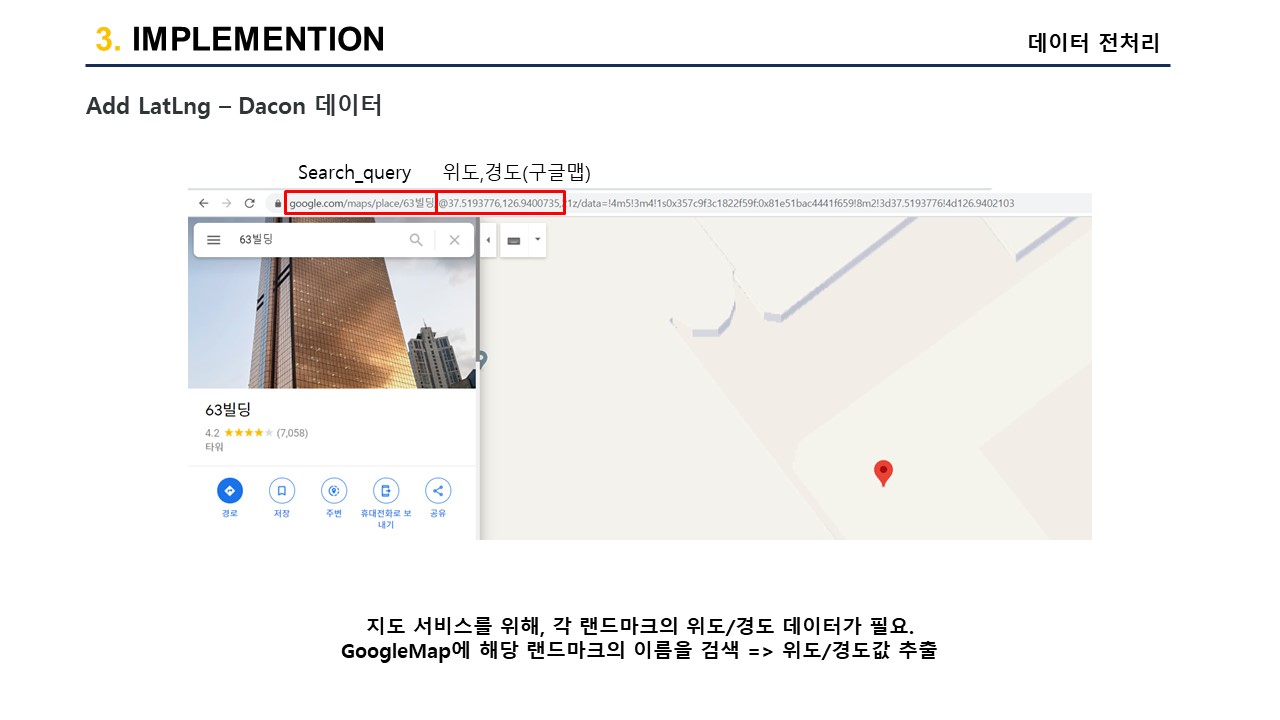 3. IMPLEMENTION
데이터 전처리
Add LatLng – Dacon 데이터
Search_query 위도,경도(구글맵)
google.com/maps/place/63빌딩/@37.5193776,126.9400735,21z/data=!4m5!3m4!1s0x357c9f3c1822f59f:0x81e51bac4441f659!8m2!3d37.5193776!4d126.9402103
63빌딩
63빌딩
4.2 (7,058)
타워
경로 저장 주변 휴대전화로 보내기 공유
지도 서비스를 위해, 각 랜드마크의 위도/경도 데이터가 필요.
GoogleMap에 해당 랜드마크의 이름을 검색 => 위도/경도값 추출